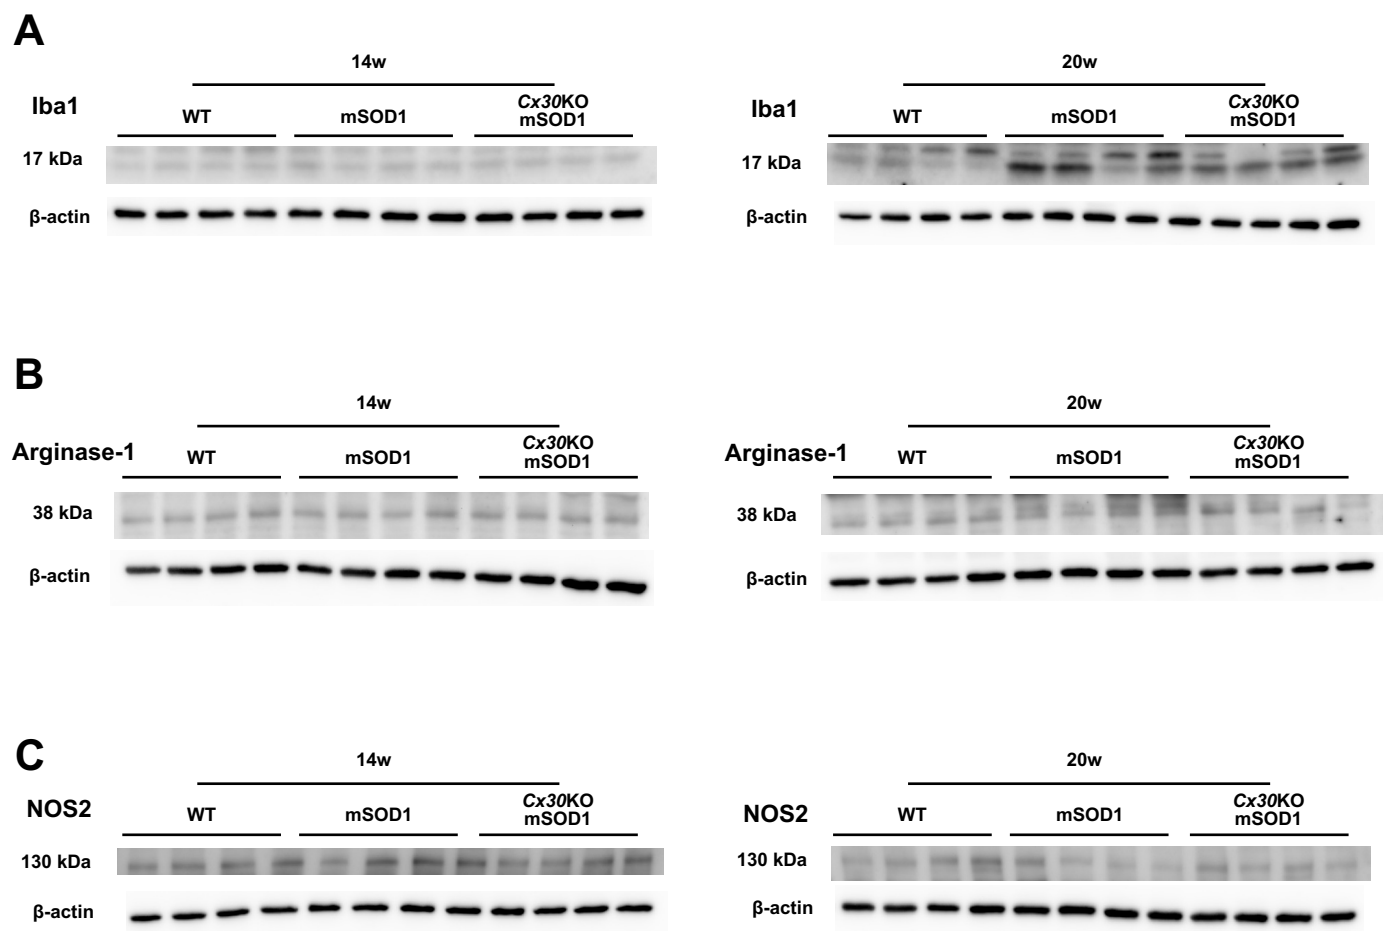 A
14w
Iba1
WT
mSOD1
Cx30KO
mSOD1
17 kDa
β-actin
20w
Iba1
WT
mSOD1
Cx30KO
mSOD1
17 kDa
β-actin
B
14w
Arginase-1
WT
mSOD1
Cx30KO
mSOD1
38 kDa
β-actin
20w
Arginase-1
WT
mSOD1
Cx30KO
mSOD1
38 kDa
β-actin
C
14w
NOS2
WT
mSOD1
Cx30KO
mSOD1
130 kDa
β-actin
20w
NOS2
WT
mSOD1
Cx30KO
mSOD1
130 kDa
β-actin